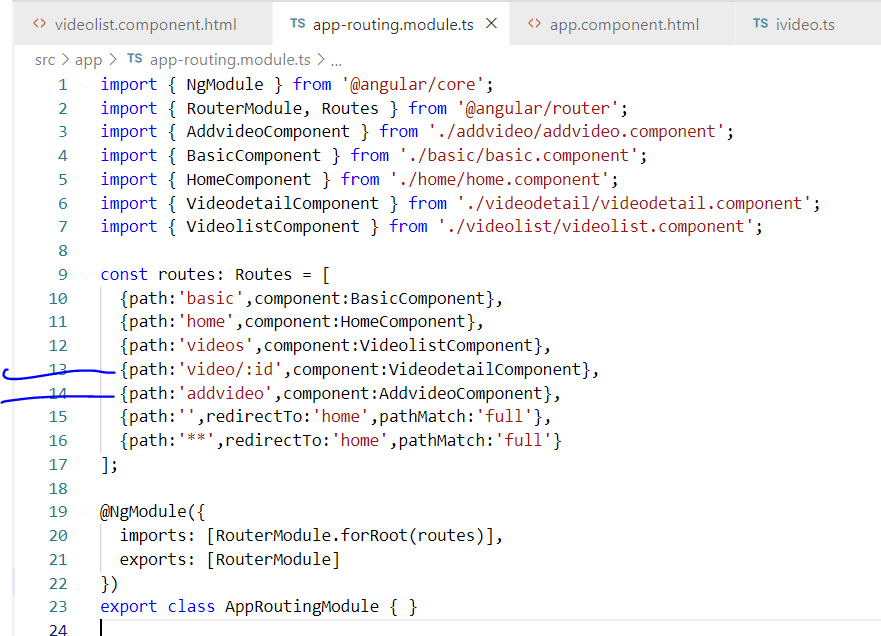 <> videolist.component.html TS app-routing.module.ts × <> app.component.html TS ivideo.ts
src > app > TS app-routing.module.ts > ...
1 import { NgModule } from '@angular/core';
2 import { RouterModule, Routes } from '@angular/router';
3 import { AddvideoComponent } from './addvideo/addvideo.component';
4 import { BasicComponent } from './basic/basic.component';
5 import { HomeComponent } from './home/home.component';
6 import { VideodetailComponent } from './videodetail/videodetail.component';
7 import { VideolistComponent } from './videolist/videolist.component';
8
9 const routes: Routes = [
10 {path:'basic',component:BasicComponent},
11 {path:'home',component:HomeComponent},
12 {path:'videos',component:VideolistComponent},
13 {path:'video/:id',component:VideodetailComponent},
14 {path:'addvideo',component:AddvideoComponent},
15 {path:'',redirectTo:'home',pathMatch:'full'},
16 {path:'**',redirectTo:'home',pathMatch:'full'}
17 ];
18
19 @NgModule({
20 imports: [RouterModule.forRoot(routes)],
21 exports: [RouterModule]
22 })
23 export class AppRoutingModule { }
24